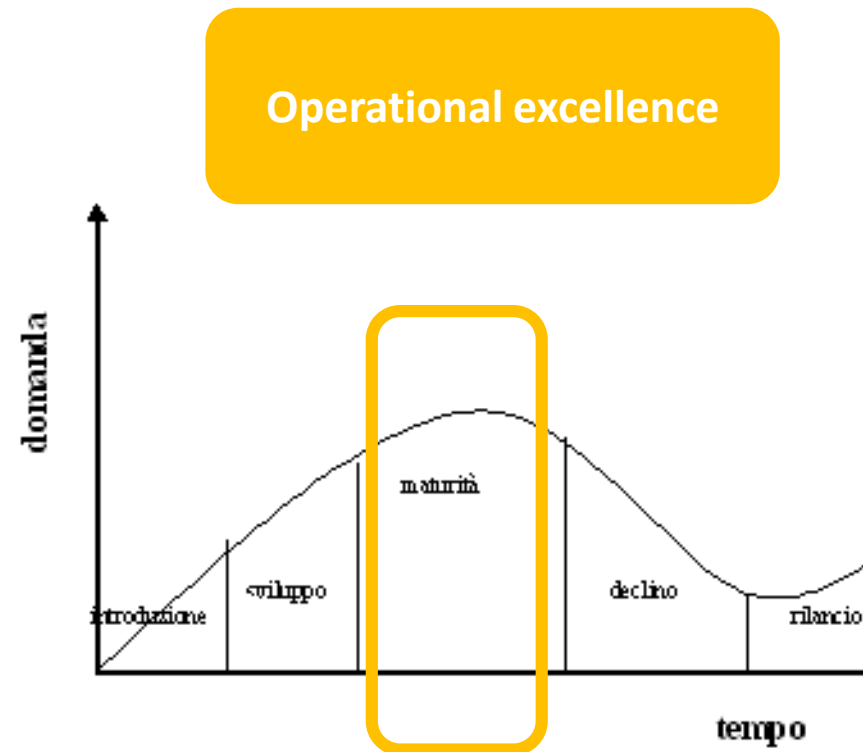 Operational excellence
domanda
maturità
sviluppo
declino
introduzione
rilancio
tempo